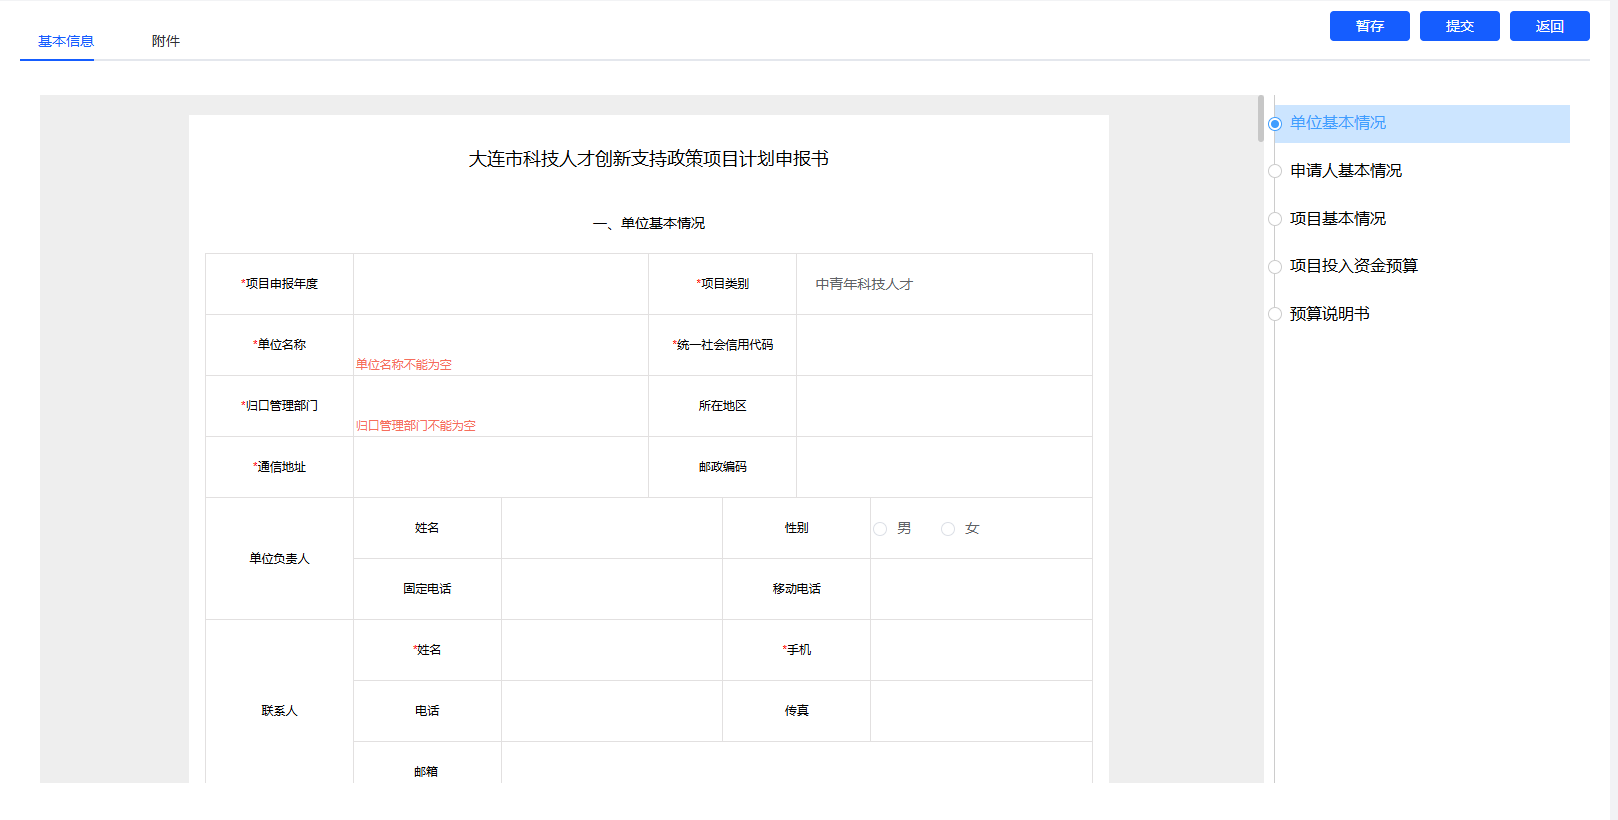 基本信息 附件 暂存 提交 返回
大连市科技人才创新支持政策项目计划申报书
一、单位基本情况
*项目申报年度 *项目类别 中青年科技人才
*单位名称 单位名称不能为空 *统一社会信用代码
*归口管理部门 归口管理部门不能为空 所在地区
*通信地址 邮政编码
单位负责人 姓名 性别 男 女
固定电话 移动电话
联系人 *姓名 *手机
电话 传真
邮箱
单位基本情况
申请人基本情况
项目基本情况
项目投入资金预算
预算说明书